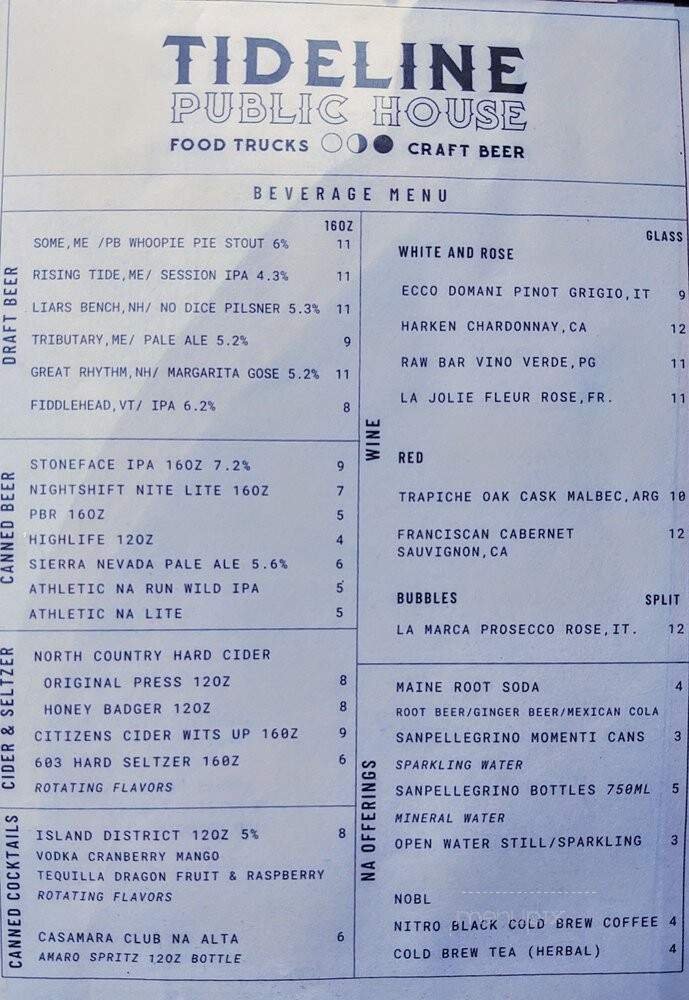 TIDELINE
PUBLIC HOUSE
FOOD TRUCKS CRAFT BEER
BEVERAGE MENU
DRAFT BEER
16OZ
SOME,ME /PB WHOOPIE PIE STOUT 6% 11
RISING TIDE,ME/ SESSION IPA 4.3% 11
LIARS BENCH,NH/ NO DICE PILSNER 5.3% 11
TRIBUTARY,ME/ PALE ALE 5.2% 9
GREAT RHYTHM,NH/ MARGARITA GOSE 5.2% 11
FIDDLEHEAD,VT/ IPA 6.2% 8
CANNED BEER
STONEFACE IPA 16OZ 7.2% 9
NIGHTSHIFT NITE LITE 16OZ 7
PBR 16OZ 5
HIGHLIFE 12OZ 4
SIERRA NEVADA PALE ALE 5.6% 6
ATHLETIC NA RUN WILD IPA 5
ATHLETIC NA LITE 5
CIDER & SELTZER
NORTH COUNTRY HARD CIDER
ORIGINAL PRESS 12OZ 8
HONEY BADGER 12OZ 8
CITIZENS CIDER WITS UP 16OZ 9
603 HARD SELTZER 16OZ 6
ROTATING FLAVORS
CANNED COCKTAILS
ISLAND DISTRICT 12OZ 5% 8
VODKA CRANBERRY MANGO
TEQUILLA DRAGON FRUIT & RASPBERRY
ROTATING FLAVORS
CASAMARA CLUB NA ALTA 6
AMARO SPRITZ 12OZ BOTTLE
WINE
GLASS
WHITE AND ROSE
ECCO DOMANI PINOT GRIGIO,IT 9
HARKEN CHARDONNAY,CA 12
RAW BAR VINO VERDE,PG 11
LA JOLIE FLEUR ROSE,FR. 11
RED
TRAPICHE OAK CASK MALBEC,ARG 10
FRANCISCAN CABERNET 12
SAUVIGNON,CA
BUBBLES SPLIT
LA MARCA PROSECCO ROSE,IT. 12
NA OFFERINGS
MAINE ROOT SODA 4
ROOT BEER/GINGER BEER/MEXICAN COLA
SANPELLEGRINO MOMENTI CANS 3
SPARKLING WATER
SANPELLEGRINO BOTTLES 750ML 5
MINERAL WATER
OPEN WATER STILL/SPARKLING 3
NOBL
NITRO BLACK COLD BREW COFFEE 4
COLD BREW TEA (HERBAL) 4
menupix